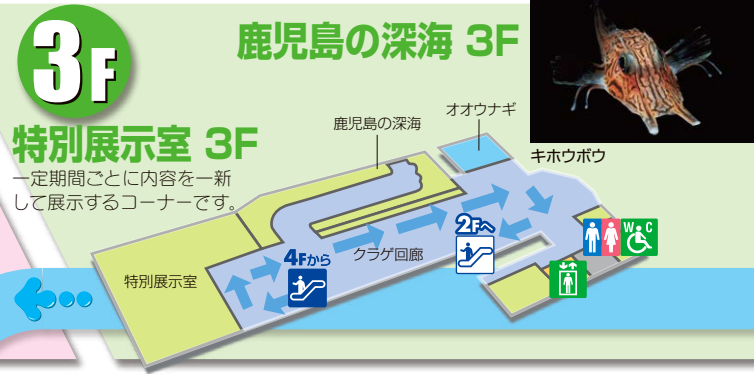 3F
鹿児島の深海 3F
特別展示室 3F
一定期間ごとに内容を一新
して展示するコーナーです。
キホウボウ
鹿児島の深海
オオウナギ
2Fへ
WC
4Fから
クラゲ回廊
特別展示室